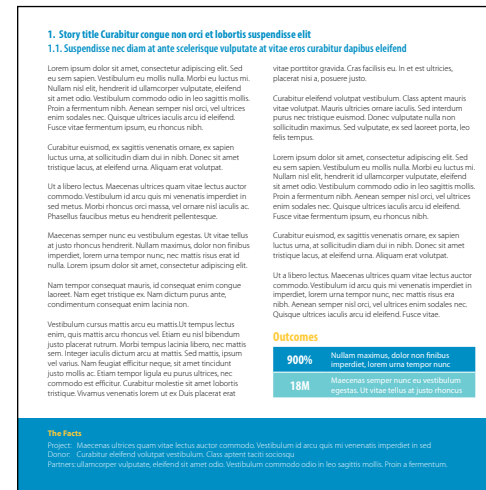 1. Story title Curabitur congue non orci et lobortis suspendisse elit
1.1. Suspendisse nec diam at ante scelerisque vulputate at vitae eros curabitur dapibus eleifend
Lorem ipsum dolor sit amet, consectetur adipiscing elit. Sed
eu sem sapien. Vestibulum eu mollis nulla. Morbi eu luctus mi.
Nullam nisl elit, hendrerit id ullamcorper vulputate, eleifend
sit amet odio. Vestibulum commodo odio in leo sagittis mollis.
Proin a fermentum nibh. Aenean semper nisl orci, vel ultrices
enim sodales nec. Quisque ultrices iaculis arcu id eleifend.
Fusce vitae fermentum ipsum, eu rhoncus nibh.
Curabitur euismod, ex sagittis venenatis ornare, ex sapien
luctus urna, at sollicitudin diam dui in nibh. Donec sit amet
tristique lacus, at eleifend urna. Aliquam erat volutpat.
Ut a libero lectus. Maecenas ultrices quam vitae lectus auctor
commodo. Vestibulum id arcu quis mi venenatis imperdiet in
sed metus. Morbi rhoncus orci massa, vel ornare nisl iaculis ac.
Phasellus faucibus metus eu hendrerit pellentesque.
Maecenas semper nunc eu vestibulum egestas. Ut vitae tellus
at justo rhoncus hendrerit. Nullam maximus, dolor non finibus
imperdiet, lorem urna tempor nunc, nec mattis risus erat id
nulla. Lorem ipsum dolor sit amet, consectetur adipiscing elit.
Nam tempor consequat mauris, id consequat enim congue
laoreet. Nam eget tristique ex. Nam dictum purus ante,
condimentum consequat enim lacinia non.
Vestibulum cursus mattis arcu eu mattis.Ut tempus lectus
enim, quis mattis arcu rhoncus vel. Etiam eu nisl bibendum
justo placerat rutrum. Morbi tempus lacinia libero, nec mattis
sem. Integer iaculis dictum arcu at mattis. Sed mattis, ipsum
vel varius. Nam feugiat efficitur neque, sit amet tincidunt
justo mollis ac. Etiam tempor ligula eu purus ultrices, nec
commodo est efficitur. Curabitur molestie sit amet lobortis
tristique. Vivamus venenatis lorem ut ex Duis placerat erat
vitae porttitor gravida. Cras facilisis eu. In et est ultricies,
placerat nisi a, posuere justo.
Curabitur eleifend volutpat vestibulum. Class aptent mauris
vitae volutpat. Mauris ultricies ornare iaculis. Sed interdum
purus nec tristique euismod. Donec vulputate nulla non
sollicitudin maximus. Sed vulputate, ex sed laoreet porta, leo
felis tempus.
Lorem ipsum dolor sit amet, consectetur adipiscing elit. Sed
eu sem sapien. Vestibulum eu mollis nulla. Morbi eu luctus mi.
Nullam nisl elit, hendrerit id ullamcorper vulputate, eleifend
sit amet odio. Vestibulum commodo odio in leo sagittis mollis.
Proin a fermentum nibh. Aenean semper nisl orci, vel ultrices
enim sodales nec. Quisque ultrices iaculis arcu id eleifend.
Fusce vitae fermentum ipsum, eu rhoncus nibh.
Curabitur euismod, ex sagittis venenatis ornare, ex sapien
luctus urna, at sollicitudin diam dui in nibh. Donec sit amet
tristique lacus, at eleifend urna. Aliquam erat volutpat.
Ut a libero lectus. Maecenas ultrices quam vitae lectus auctor
commodo. Vestibulum id arcu quis mi venenatis imperdiet in
imperdiet, lorem urna tempor nunc, nec mattis risus era
nibh. Aenean semper nisl orci, vel ultrices enim sodales nec.
Quisque ultrices iaculis arcu id eleifend. Fusce vitae.
Outcomes
900% Nullam maximus, dolor non finibus
imperdiet, lorem urna tempor nunc
18M Maecenas semper nunc eu vestibulum
egestas. Ut vitae tellus at justo rhoncus
The Facts
Project: Maecenas ultrices quam vitae lectus auctor commodo. Vestibulum id arcu quis mi venenatis imperdiet in sed
Donor: Curabitur eleifend volutpat vestibulum. Class aptent taciti sociosqu
Partners:ullamcorper vulputate, eleifend sit amet odio. Vestibulum commodo odio in leo sagittis mollis. Proin a fermentum.